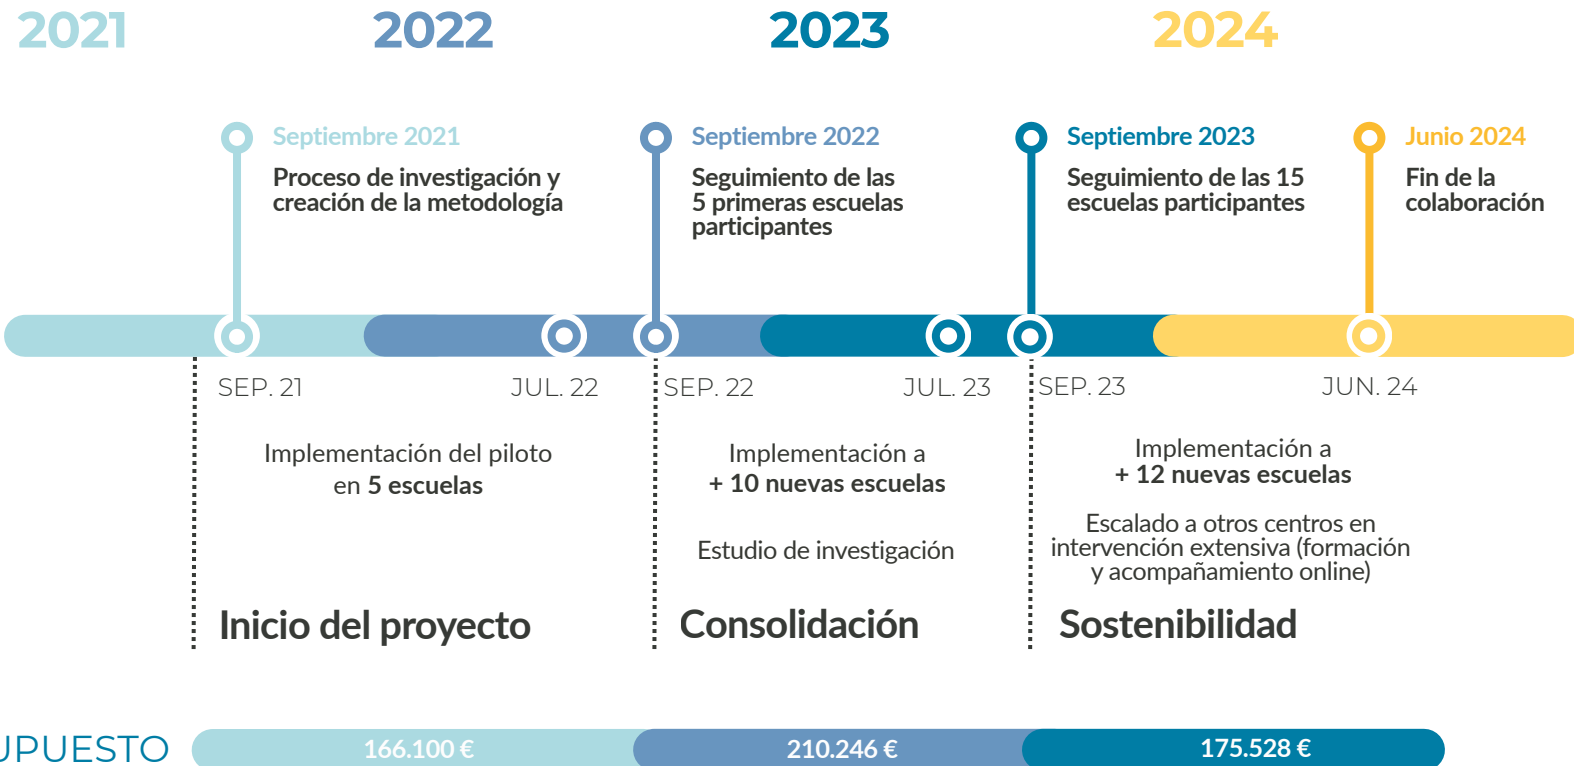 2021
2022
2023
2024
Septiembre 2021
Proceso de investigación y
creación de la metodología
Septiembre 2022
Seguimiento de las
5 primeras escuelas
participantes
Septiembre 2023
Seguimiento de las 15
escuelas participantes
Junio 2024
Fin de la
colaboración
SEP. 21
JUL. 22
SEP. 22
JUL. 23
SEP. 23
JUN. 24
Implementación del piloto
en 5 escuelas
Implementación a
+ 10 nuevas escuelas
Estudio de investigación
Implementación a
+ 12 nuevas escuelas
Escalado a otros centros en
intervención extensiva (formación
y acompañamiento online)
Inicio del proyecto
Consolidación
Sostenibilidad
UPUESTO
166.100 €
210.246 €
175.528 €